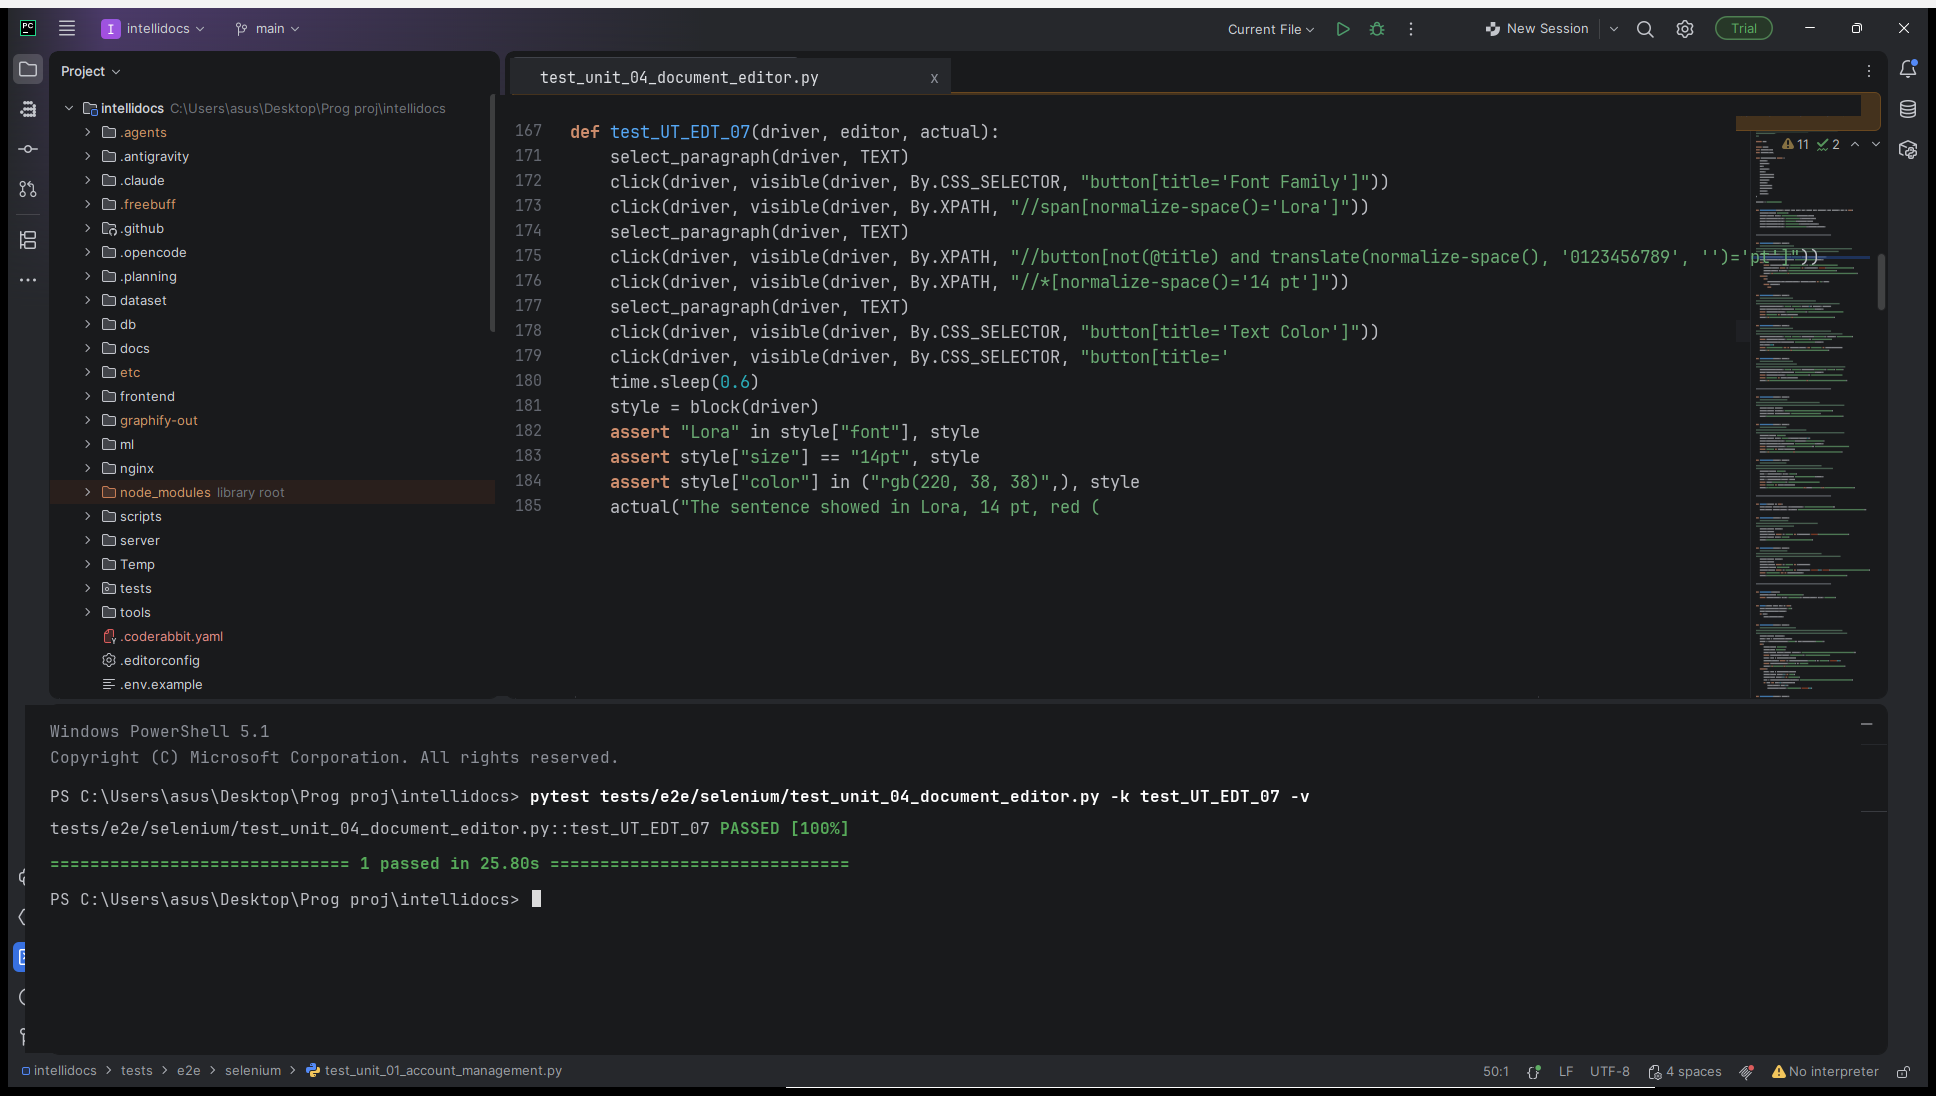 PC
I intellidocs
main
Current File
New Session
Trial
Project
test_unit_04_document_editor.py x
intellidocs C:\Users\asus\Desktop\Prog proj\intellidocs
.agents
.antigravity
.claude
.freebuff
.github
.opencode
.planning
dataset
db
docs
etc
frontend
graphify-out
ml
nginx
node_modules library root
scripts
server
Temp
tests
tools
.coderabbit.yaml
.editorconfig
.env.example
11 2
167 def test_UT_EDT_07(driver, editor, actual):
171 select_paragraph(driver, TEXT)
172 click(driver, visible(driver, By.CSS_SELECTOR, "button[title='Font Family']"))
173 click(driver, visible(driver, By.XPATH, "//span[normalize-space()='Lora']"))
174 select_paragraph(driver, TEXT)
175 click(driver, visible(driver, By.XPATH, "//button[not(@title) and translate(normalize-space(), '0123456789', '')='pt']"))
176 click(driver, visible(driver, By.XPATH, "//*[normalize-space()='14 pt']"))
177 select_paragraph(driver, TEXT)
178 click(driver, visible(driver, By.CSS_SELECTOR, "button[title='Text Color']"))
179 click(driver, visible(driver, By.CSS_SELECTOR, "button[title='
180 time.sleep(0.6)
181 style = block(driver)
182 assert "Lora" in style["font"], style
183 assert style["size"] == "14pt", style
184 assert style["color"] in ("rgb(220, 38, 38)",), style
185 actual("The sentence showed in Lora, 14 pt, red (
Windows PowerShell 5.1
Copyright (C) Microsoft Corporation. All rights reserved.
PS C:\Users\asus\Desktop\Prog proj\intellidocs> pytest tests/e2e/selenium/test_unit_04_document_editor.py -k test_UT_EDT_07 -v
tests/e2e/selenium/test_unit_04_document_editor.py::test_UT_EDT_07 PASSED [100%]
============================== 1 passed in 25.80s ==============================
PS C:\Users\asus\Desktop\Prog proj\intellidocs>
intellidocs > tests > e2e > selenium > test_unit_01_account_management.py
50:1 LF UTF-8 4 spaces No interpreter